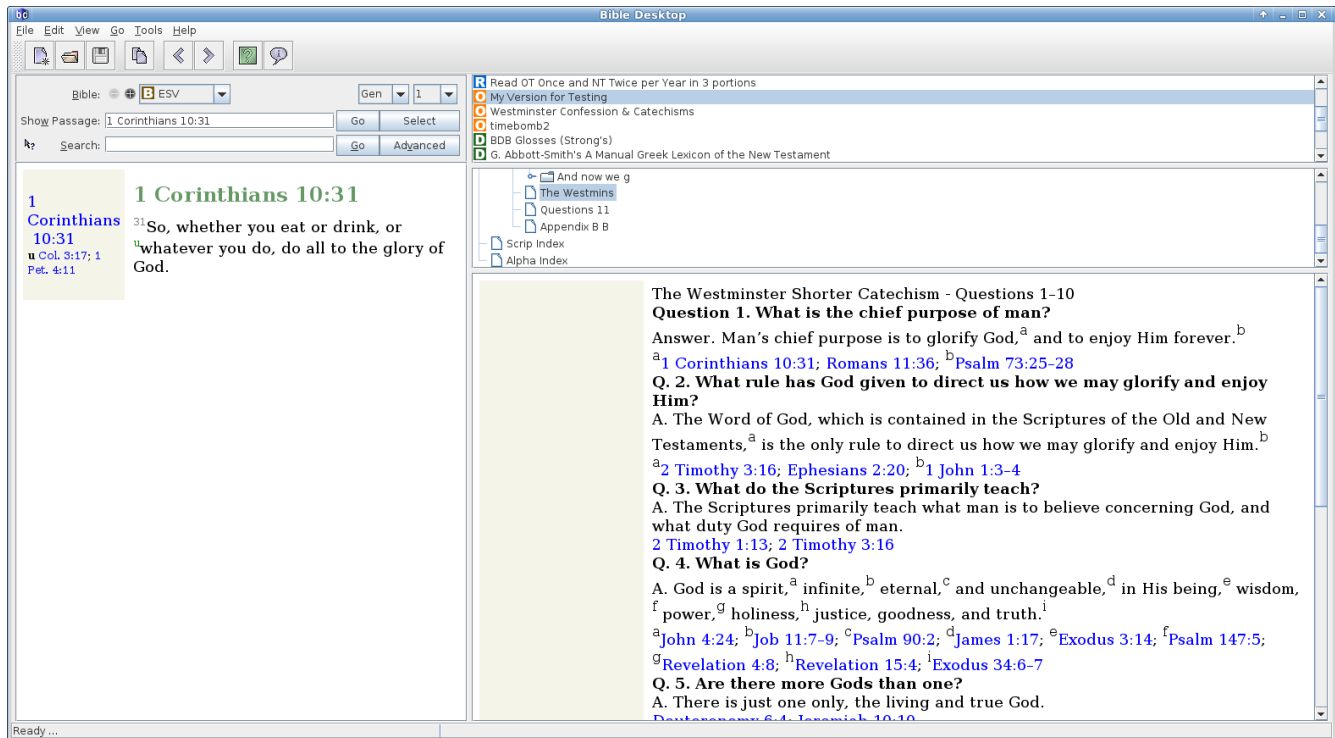 Bible Desktop
File Edit View Go Tools Help
Bible: B ESV Gen 1
Show Passage: 1 Corinthians 10:31 Go Select
Search: Go Advanced
1
Corinthians
10:31
u Col. 3:17; 1
Pet. 4:11
1 Corinthians 10:31
31So, whether you eat or drink, or
uwhatever you do, do all to the glory of
God.
R Read OT Once and NT Twice per Year in 3 portions
O My Version for Testing
O Westminster Confession & Catechisms
O timebomb2
D BDB Glosses (Strong's)
D G. Abbott-Smith's A Manual Greek Lexicon of the New Testament
And now we g
The Westmins
Questions 11
Appendix B B
Scrip Index
Alpha Index
The Westminster Shorter Catechism - Questions 1–10
Question 1. What is the chief purpose of man?
Answer. Man’s chief purpose is to glorify God,a and to enjoy Him forever.b
a1 Corinthians 10:31; Romans 11:36; bPsalm 73:25–28
Q. 2. What rule has God given to direct us how we may glorify and enjoy
Him?
A. The Word of God, which is contained in the Scriptures of the Old and New
Testaments,a is the only rule to direct us how we may glorify and enjoy Him.b
a2 Timothy 3:16; Ephesians 2:20; b1 John 1:3–4
Q. 3. What do the Scriptures primarily teach?
A. The Scriptures primarily teach what man is to believe concerning God, and
what duty God requires of man.
2 Timothy 1:13; 2 Timothy 3:16
Q. 4. What is God?
A. God is a spirit,a infinite,b eternal,c and unchangeable,d in His being,e wisdom,
f power,g holiness,h justice, goodness, and truth.i
aJohn 4:24; bJob 11:7–9; cPsalm 90:2; dJames 1:17; eExodus 3:14; fPsalm 147:5;
gRevelation 4:8; hRevelation 15:4; iExodus 34:6–7
Q. 5. Are there more Gods than one?
A. There is just one only, the living and true God.
Deuteronomy 6:4; Jeremiah 10:10
Ready ...